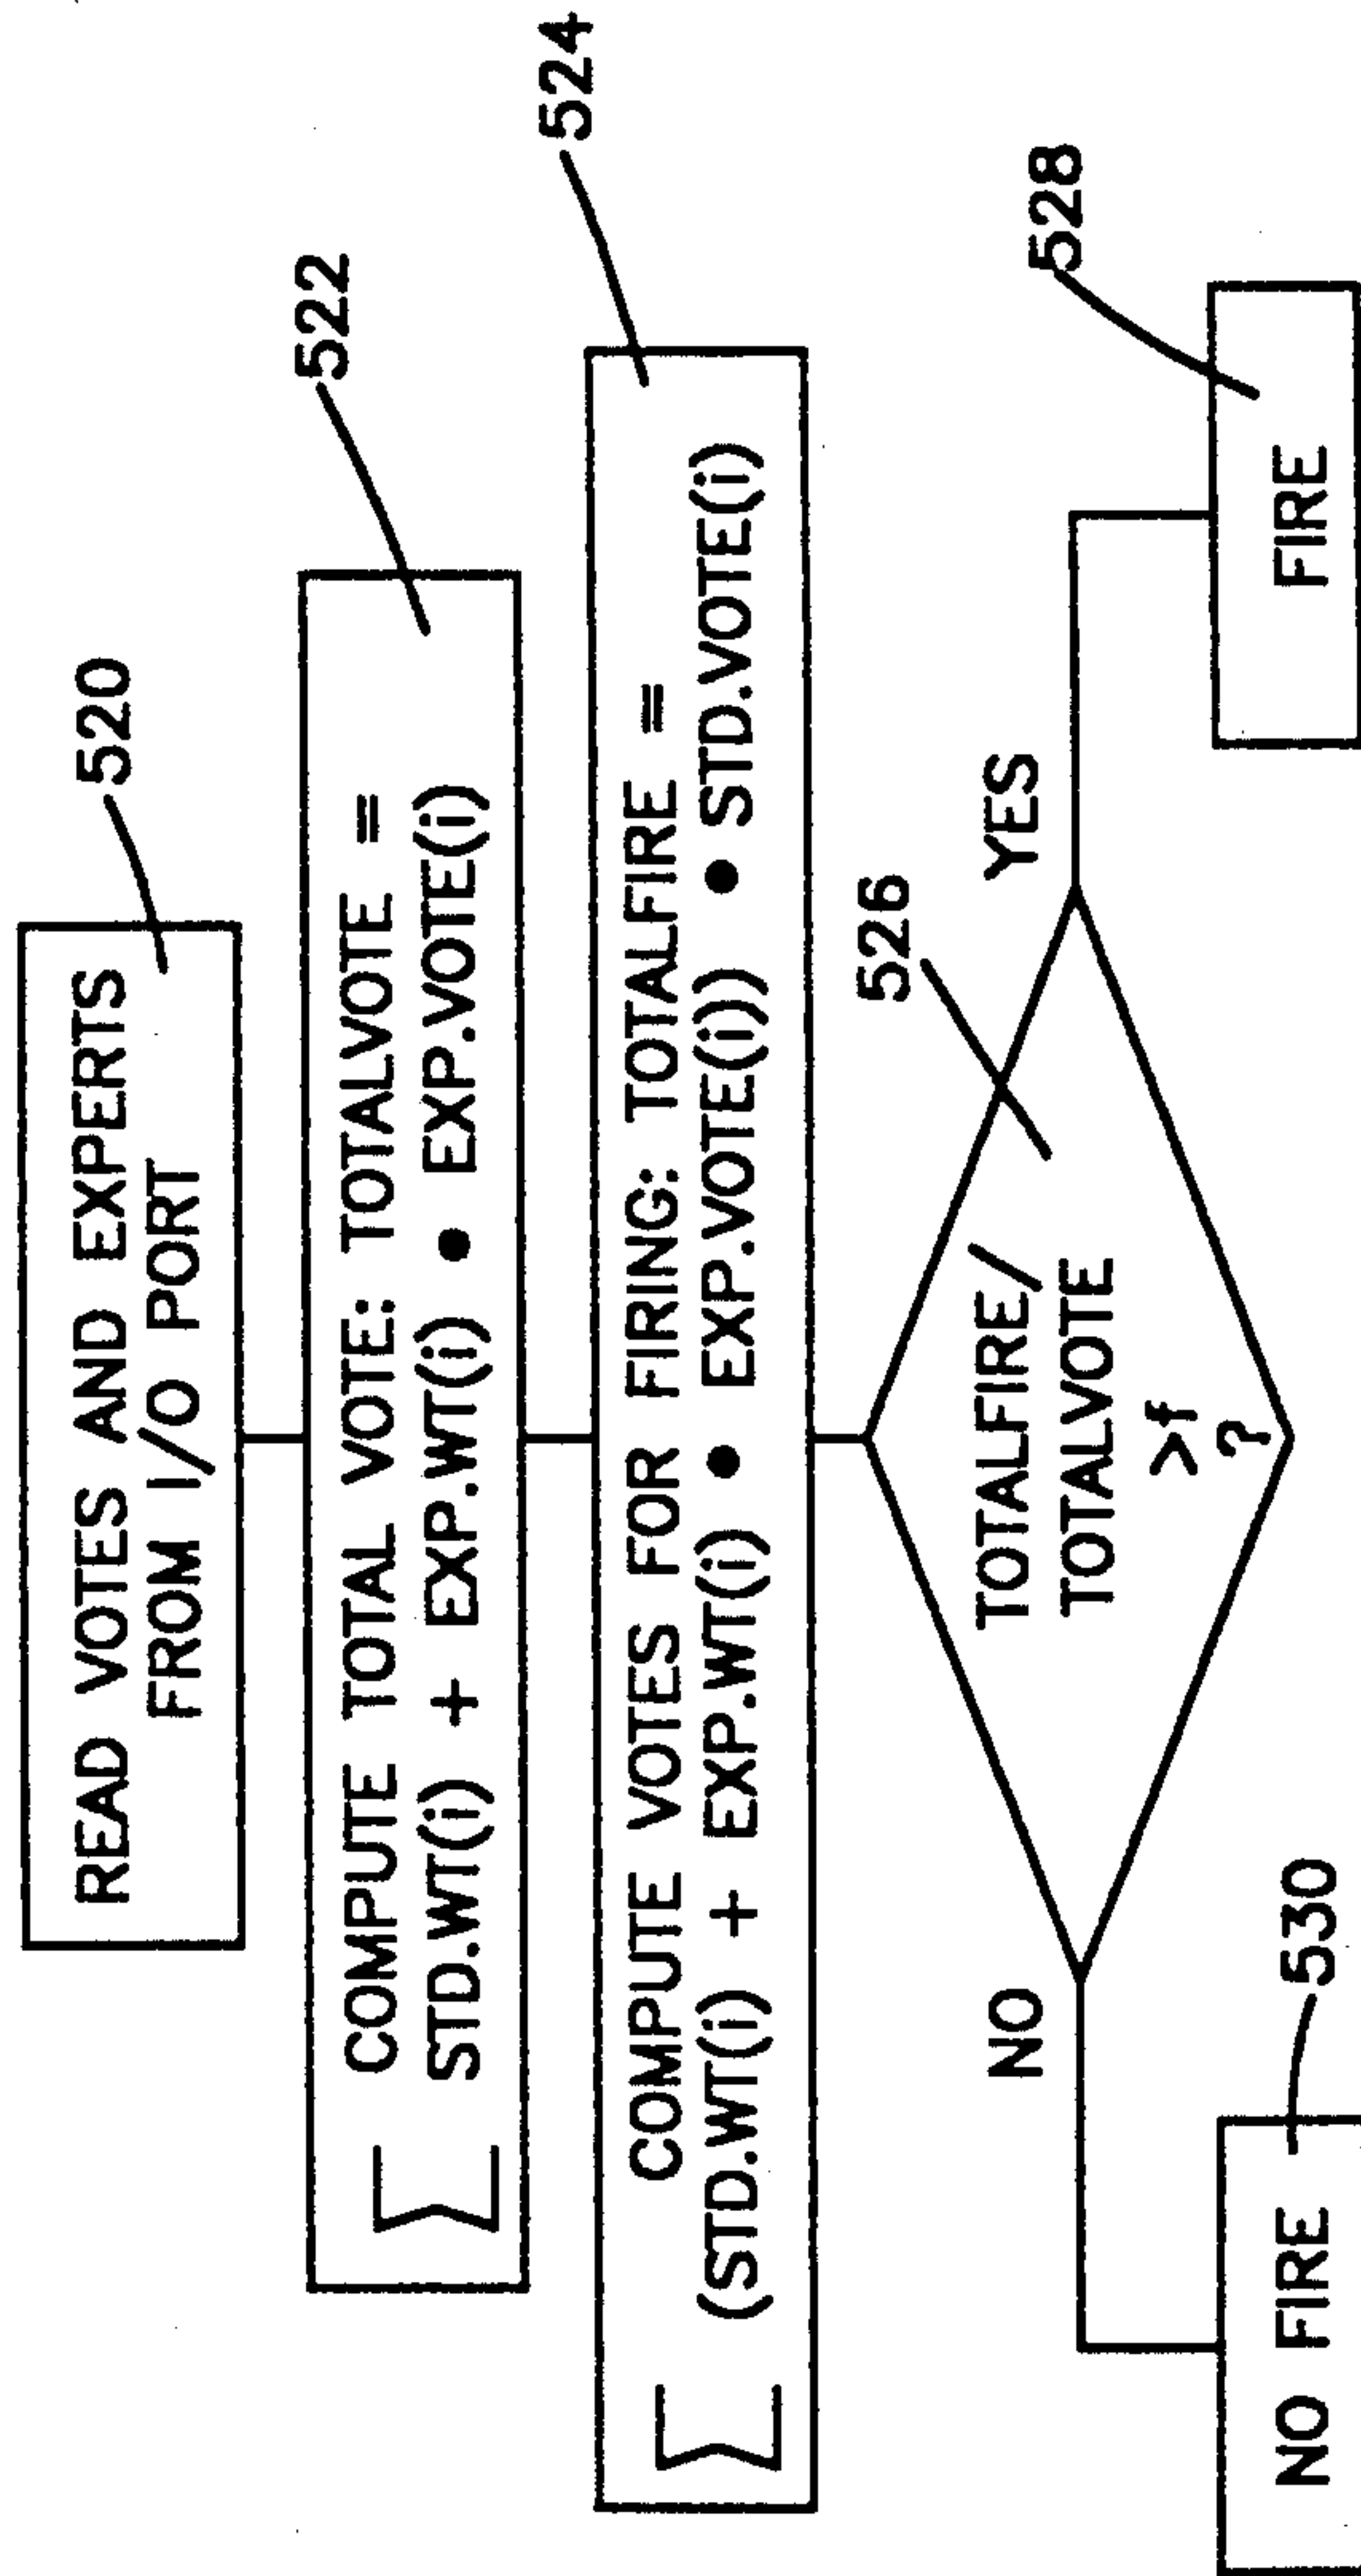 READ VOTES AND EXPERTS
FROM I/O PORT
520
COMPUTE TOTAL VOTE: TOTALVOTE =
∑ STD.WT(i) + EXP.WT(i) • EXP.VOTE(i)
522
COMPUTE VOTES FOR FIRING: TOTALFIRE =
∑ (STD.WT(i) + EXP.WT(i) • EXP.VOTE(i)) • STD.VOTE(i)
524
526
TOTALFIRE/
TOTALVOTE
>f
?
NO
YES
NO FIRE
530
FIRE
528